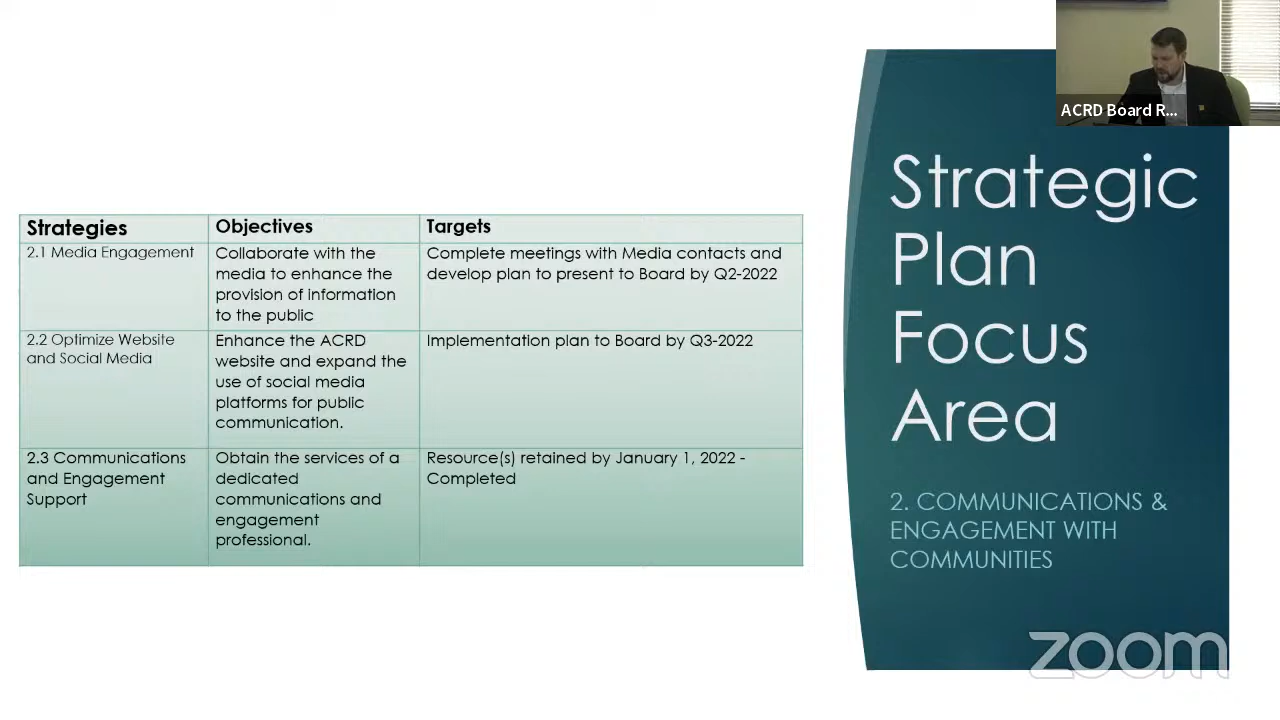 ACRD Board R...
Strategic
Plan
Focus
Area
2. COMMUNICATIONS &
ENGAGEMENT WITH
COMMUNITIES
Strategies Objectives Targets
2.1 Media Engagement
Collaborate with the
media to enhance the
provision of information
to the public
Complete meetings with Media contacts and
develop plan to present to Board by Q2-2022
2.2 Optimize Website
and Social Media
Enhance the ACRD
website and expand the
use of social media
platforms for public
communication.
Implementation plan to Board by Q3-2022
2.3 Communications
and Engagement
Support
Obtain the services of a
dedicated
communications and
engagement
professional.
Resource(s) retained by January 1, 2022 -
Completed
zoom